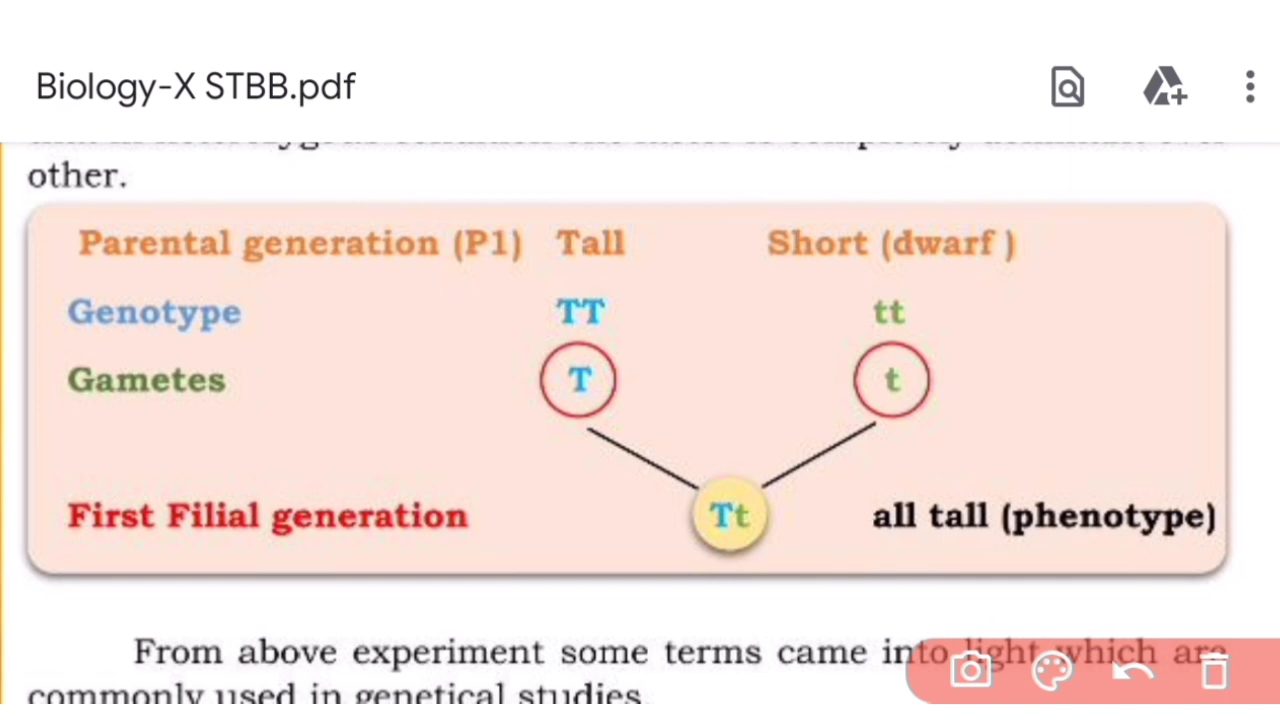 Biology-X STBB.pdf
other.
Parental generation (P1) Tall Short (dwarf )
Genotype TT tt
Gametes T t
First Filial generation Tt all tall (phenotype)
From above experiment some terms came into light which are
commonly used in genetical studies.